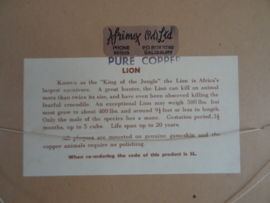 Afrimex (Pvt) Ltd
PHONE
PO BOX
SALISBURY
PURE COPPER
LION
Known as the "King of the Jungle" the Lion is Africa's
largest carnivore. A great hunter, the Lion can kill an animal
more than twice its size, and have even been observed killing the
fearful crocodile. An exceptional Lion may weigh 500 lbs. but
most grow to about 400 lbs. and around 9½ feet or less in length
Only the male of the species has a mane. Gestation period, 3½
months, up to 5 cubs. Life span up to 20 years
All plaques are mounted on genuine and the
copper animals require no polishing.
When re-ordering the code of this product is 1L.